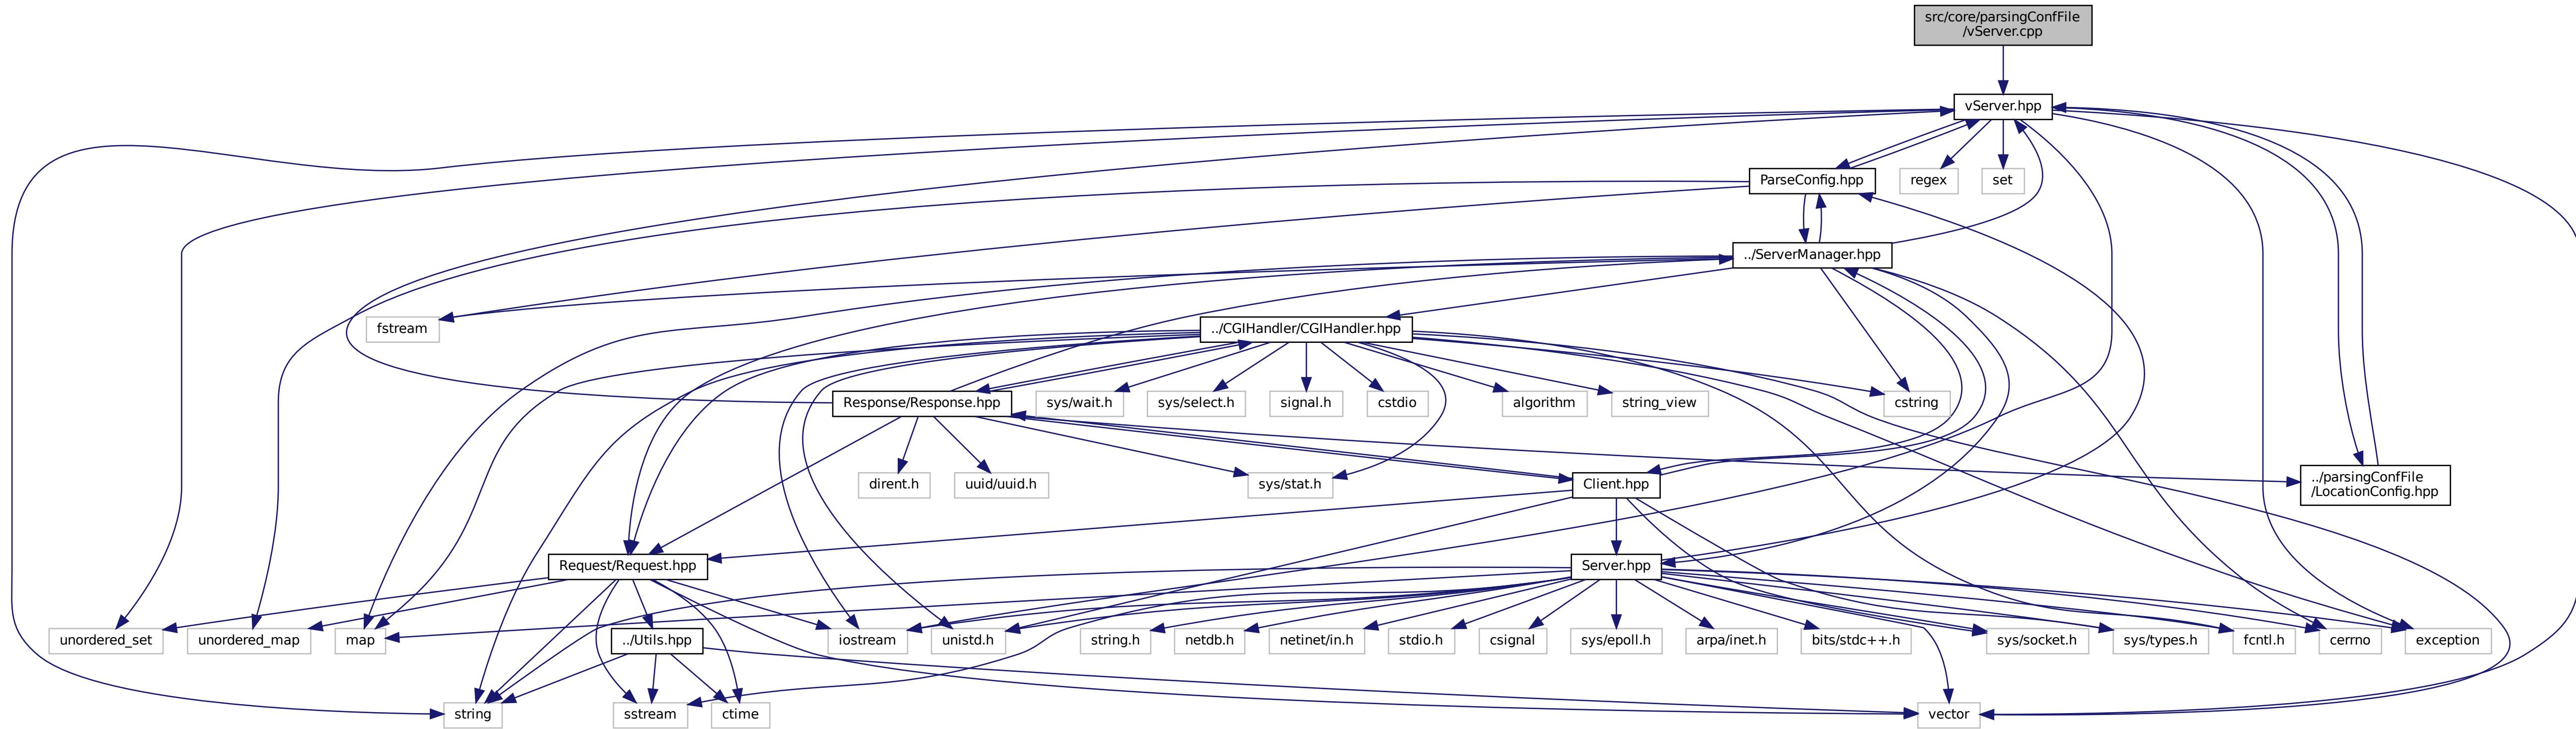 src/core/parsingConfFile
/vServer.cpp
vServer.hpp
ParseConfig.hpp
regex
set
../ServerManager.hpp
fstream
../CGIHandler/CGIHandler.hpp
Response/Response.hpp
sys/wait.h
sys/select.h
signal.h
cstdio
algorithm
string_view
cstring
dirent.h
uuid/uuid.h
sys/stat.h
Client.hpp
../parsingConfFile
/LocationConfig.hpp
Request/Request.hpp
Server.hpp
unordered_set
unordered_map
map
../Utils.hpp
iostream
unistd.h
string.h
netdb.h
netinet/in.h
stdio.h
csignal
sys/epoll.h
arpa/inet.h
bits/stdc++.h
sys/socket.h
sys/types.h
fcntl.h
cerrno
exception
string
sstream
ctime
vector